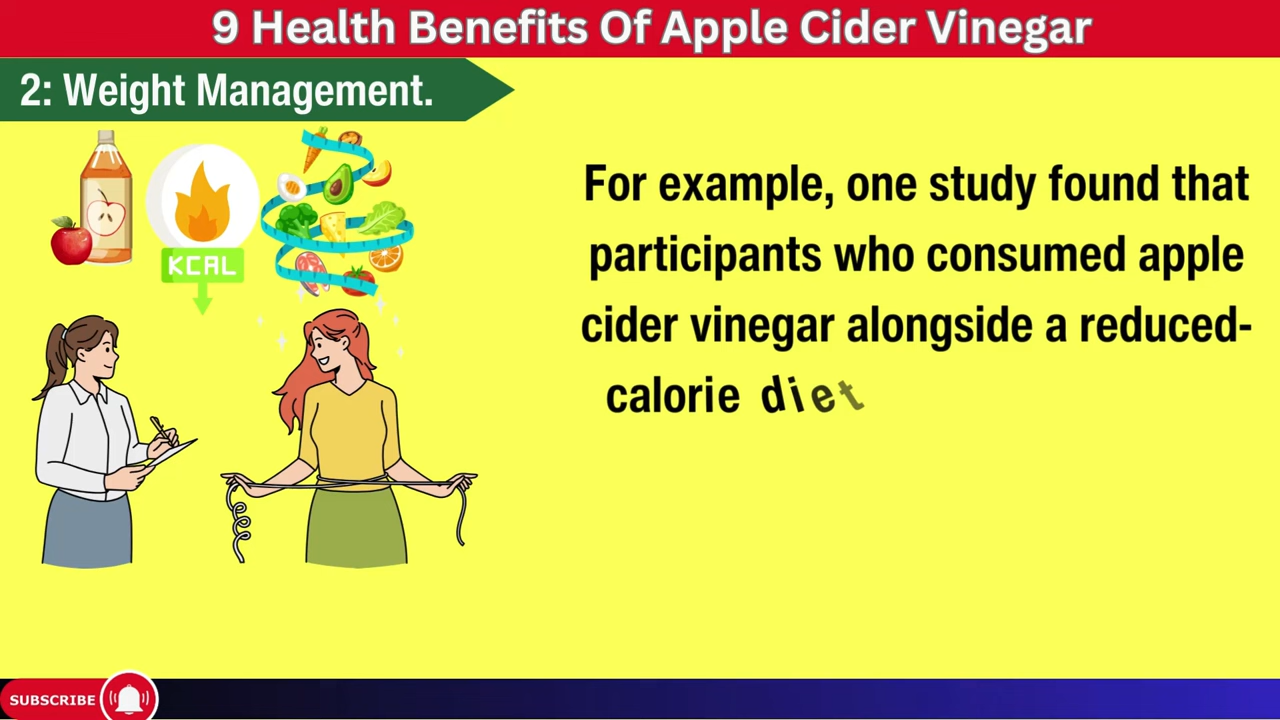 9 Health Benefits Of Apple Cider Vinegar
2: Weight Management.
KCAL
For example, one study found that
participants who consumed apple
cider vinegar alongside a reduced-
calorie diet
SUBSCRIBE